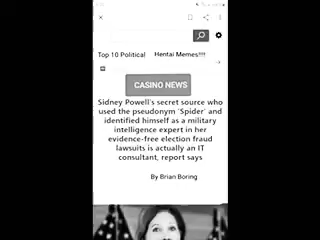 Top 10 Political
Hentai Memes!!!!
CASINO NEWS
Sidney Powell's secret source who
used the pseudonym 'Spider' and
identified himself as a military
intelligence expert in her
evidence-free election fraud
lawsuits is actually an IT
consultant, report says
By Brian Boring